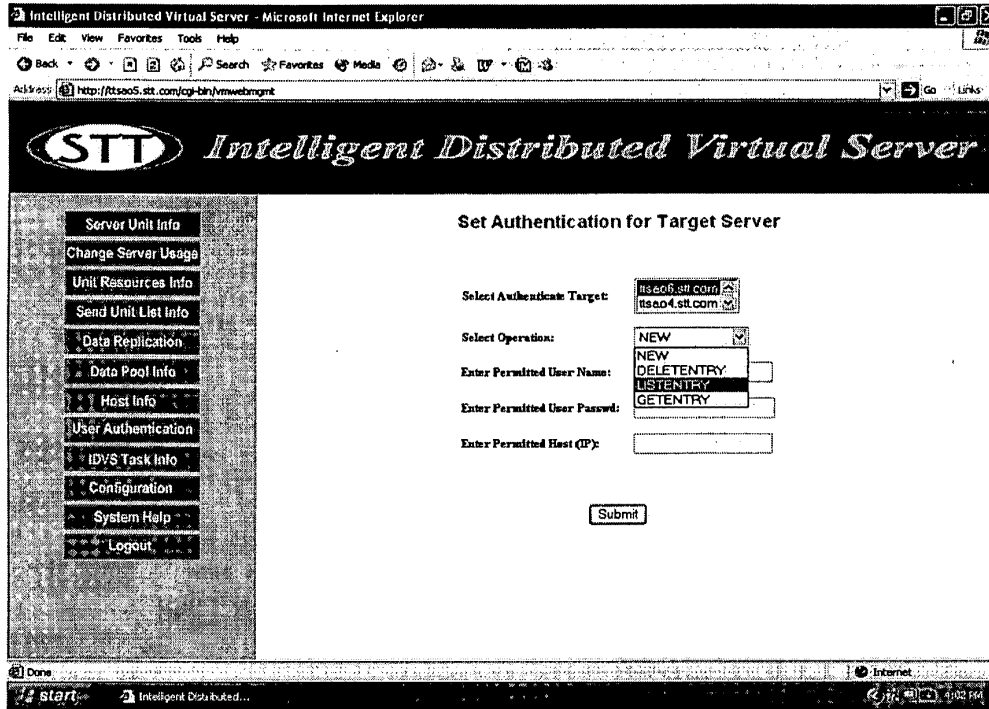 Intelligent Distributed Virtual Server - Microsoft Internet Explorer
File Edit View Favorites Tools Help
Back Search Favorites Media
Address http://ttsao5.stt.com/cgi-bin/vmwebmgmt Go Links
STT Intelligent Distributed Virtual Server
Server Unit Info
Change Server Usage
Unit Resources Info
Send Unit List Info
Data Replication
Data Pool Info
Host Info
User Authentication
IDVS Task Info
Configuration
System Help
Logout
Set Authentication for Target Server
Select Authenticate Target:
ttsao6.stt.com
ttsao4.stt.com
Select Operation:
NEW
NEW
DELETENTRY
LISTENTRY
GETENTRY
Enter Permitted User Name:
Enter Permitted User Passwd:
Enter Permitted Host (IP):
Submit
Done Internet
start Intelligent Distributed... 4:02 PM